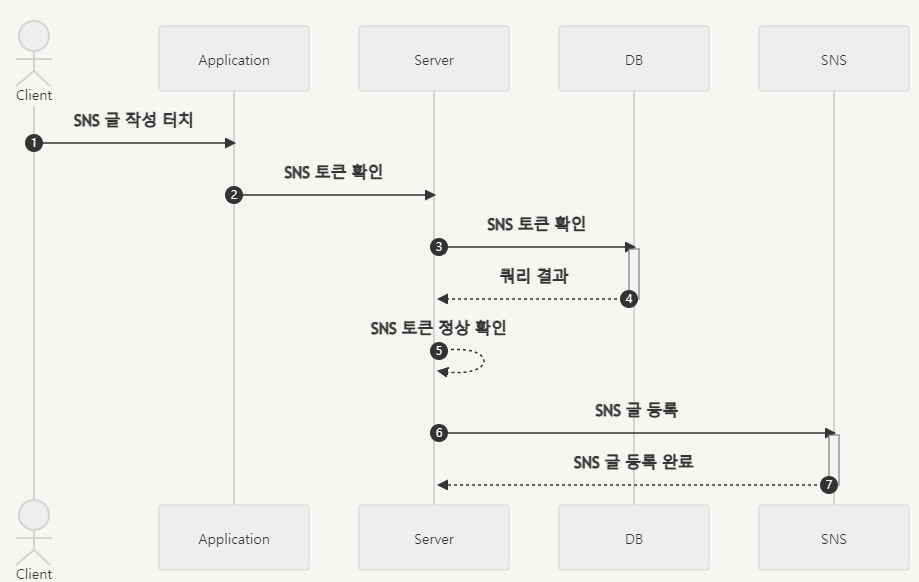 Client
Application
Server
DB
SNS
SNS 글 작성 터치
1
SNS 토큰 확인
2
SNS 토큰 확인
3
쿼리 결과
4
SNS 토큰 정상 확인
5
SNS 글 등록
6
SNS 글 등록 완료
7
Client
Application
Server
DB
SNS